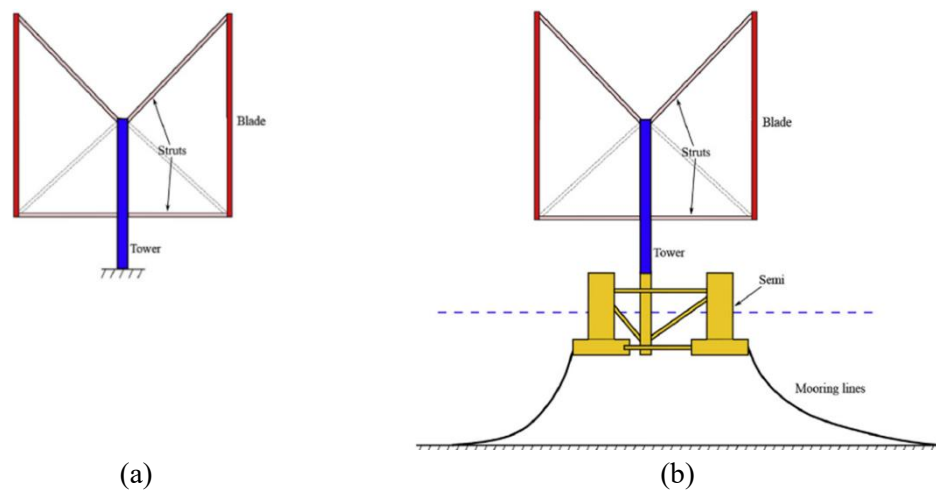 Blade
Struts
Tower
(a)
Blade
Struts
Tower
Semi
Mooring lines
(b)